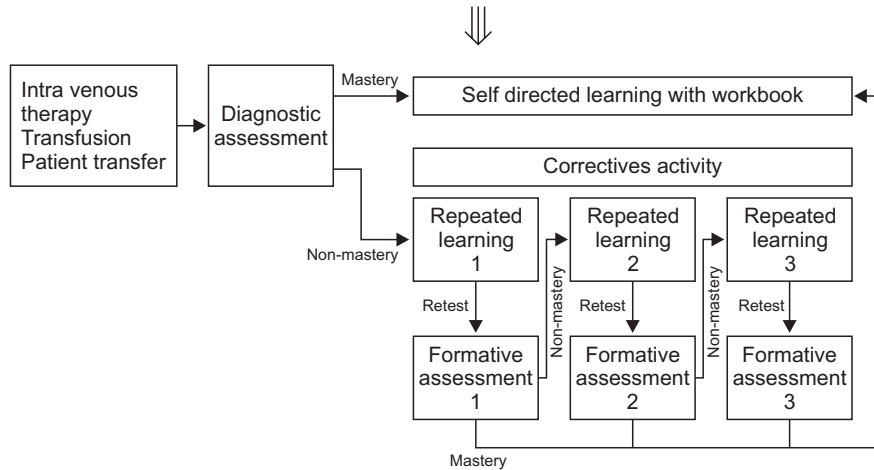 Intra venous
therapy
Transfusion
Patient transfer
Diagnostic
assessment
Mastery
Self directed learning with workbook
Correctives activity
Non-mastery
Repeated
learning
1
Retest
Formative
assessment
1
Non-mastery
Repeated
learning
2
Retest
Formative
assessment
2
Non-mastery
Repeated
learning
3
Retest
Formative
assessment
3
Mastery